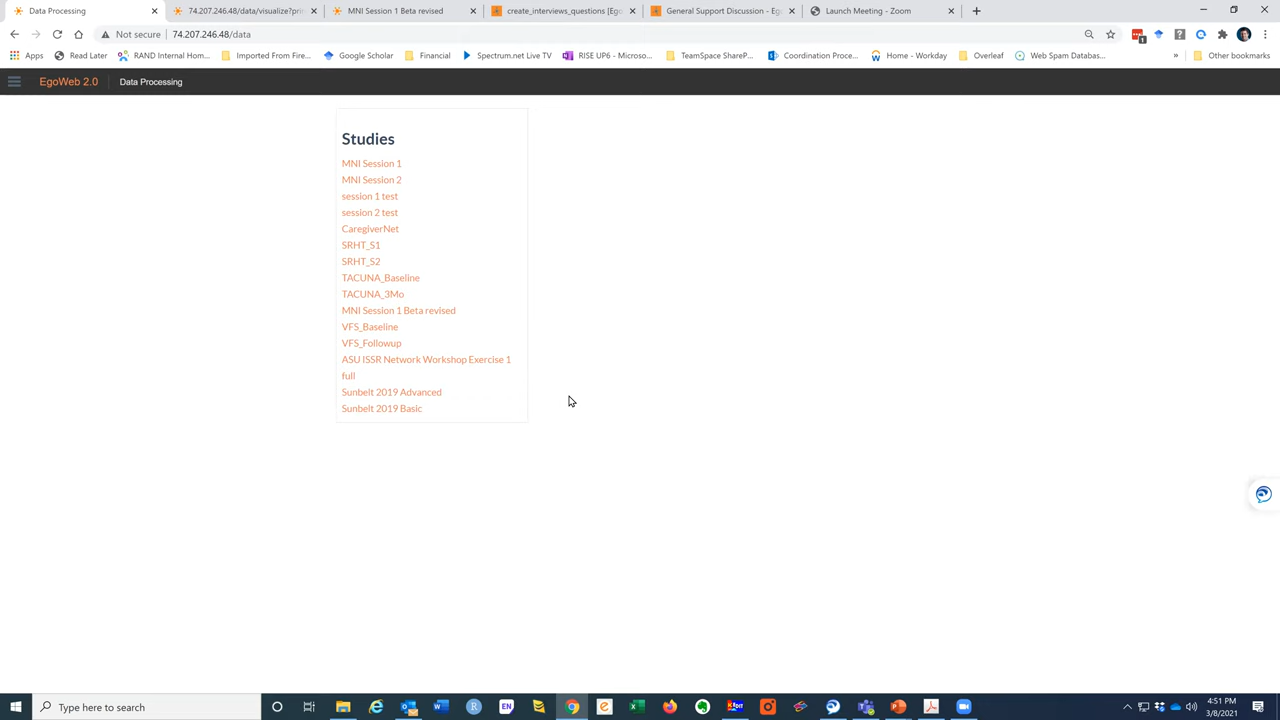 Data Processing
74.207.246.48/data/visualize?prin
MNI Session 1 Beta revised
create_interviews_questions [Ego
General Support Discussion - Eg
Launch Meeting - Zoom
Not secure
74.207.246.48/data
Apps
Read Later
RAND Internal Hom...
Imported From Firef...
Google Scholar
Financial
Spectrum.net Live TV
RISE UP6 - Microso...
TeamSpace ShareP...
Coordination Proce...
Home - Workday
Overleaf
Web Spam Databas...
»
Other bookmarks
EgoWeb 2.0
Data Processing
Studies
MNI Session 1
MNI Session 2
session 1 test
session 2 test
CaregiverNet
SRHT_S1
SRHT_S2
TACUNA_Baseline
TACUNA_3Mo
MNI Session 1 Beta revised
VFS_Baseline
VFS_Followup
ASU ISSR Network Workshop Exercise 1
full
Sunbelt 2019 Advanced
Sunbelt 2019 Basic
Type here to search
4:51 PM
3/8/2021